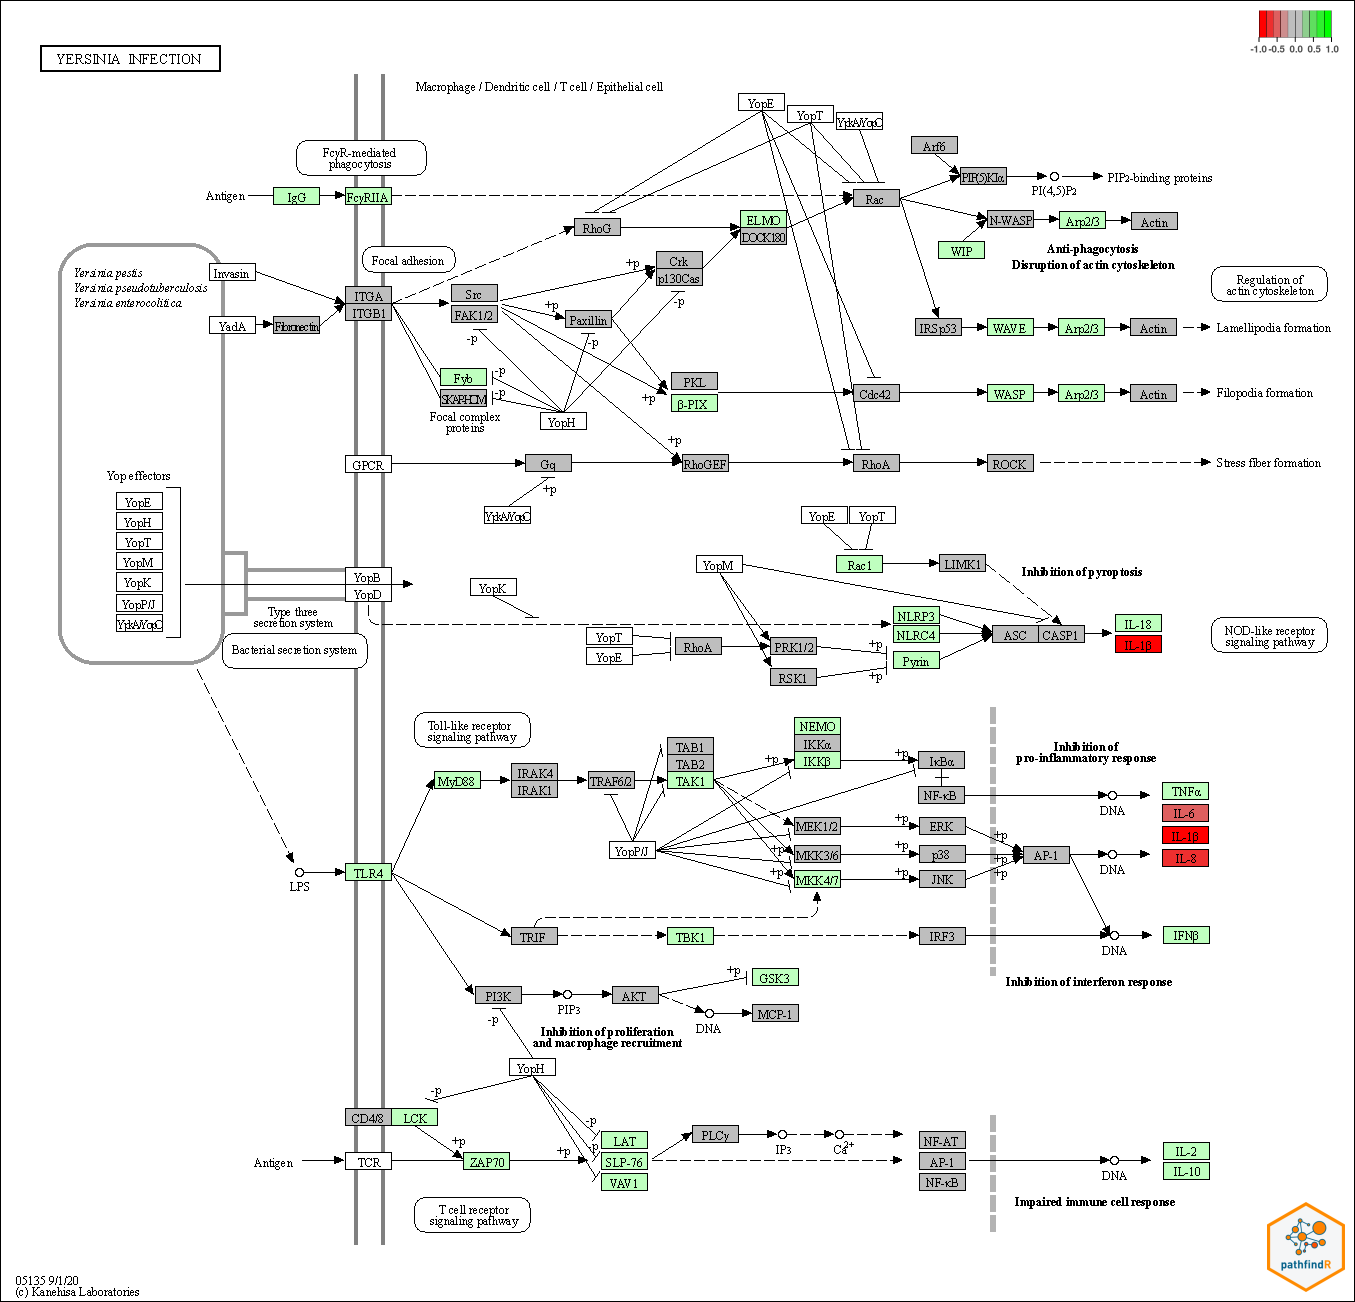 -1.0 -0.5 0.0 0.5 1.0
YERSINIA INFECTION
Macrophage / Dendritic cell / T cell / Epithelial cell
YopE
YopT
YpkA/YopO
FcγR-mediated
phagocytosis
Arf6
PIP(5)KIα
PI(4,5)P2
PIP2-binding proteins
Antigen
IgG
FcγRIIA
Rac
RhoG
ELMO
DOCK180
N-WASP
Arp2/3
Actin
WIP
Anti-phagocytosis
Disruption of actin cytoskeleton
Focal adhesion
Yersinia pestis
Yersinia pseudotuberculosis
Yersinia enterocolitica
Invasin
YadA
Fibronectin
ITGA
ITGB1
Src
FAK1/2
+p
Crk
p130Cas
-p
+p
Paxillin
-p
-p
Regulation of
actin cytoskeleton
IRSp53
WAVE
Arp2/3
Actin
Lamellipodia formation
Fyb
SKAP-HOM
-p
-p
Focal complex
proteins
YopH
PKL
β-PIX
+p
Cdc42
WASP
Arp2/3
Actin
Filopodia formation
+p
GPCR
Gq
RhoGEF
RhoA
ROCK
Stress fiber formation
+p
YpkA/YopO
Yop effectors
YopE
YopH
YopT
YopM
YopK
YopP/J
YpkA/YopO
YopB
YopD
Type three
secretion system
Bacterial secretion system
YopE
YopT
YopM
Rac1
LIMK1
Inhibition of pyroptosis
YopK
NLRP3
NLRC4
Pyrin
ASC
CASP1
IL-18
IL-1β
NOD-like receptor
signaling pathway
YopT
YopE
RhoA
PRK1/2
RSK1
+p
+p
Toll-like receptor
signaling pathway
MyD88
IRAK4
IRAK1
TRAF6/2
TAB1
TAB2
TAK1
NEMO
IKKα
IKKβ
+p
+p
IκBα
NF-κB
DNA
Inhibition of
pro-inflammatory response
TNFα
IL-6
IL-1β
IL-8
YopP/J
MEK1/2
MKK3/6
MKK4/7
+p
+p
+p
+p
+p
ERK
p38
JNK
+p
+p
+p
AP-1
DNA
LPS
TLR4
TRIF
TBK1
IRF3
DNA
IFNβ
Inhibition of interferon response
PI3K
PIP3
AKT
+p
GSK3
DNA
MCP-1
-p
Inhibition of proliferation
and macrophage recruitment
YopH
-p
CD4/8
LCK
+p
Antigen
TCR
ZAP70
+p
-p
-p
LAT
SLP-76
VAV1
PLCγ
IP3
Ca2+
NF-AT
AP-1
NF-κB
DNA
IL-2
IL-10
Impaired immune cell response
T cell receptor
signaling pathway
pathfindR
05135 9/1/20
(c) Kanehisa Laboratories